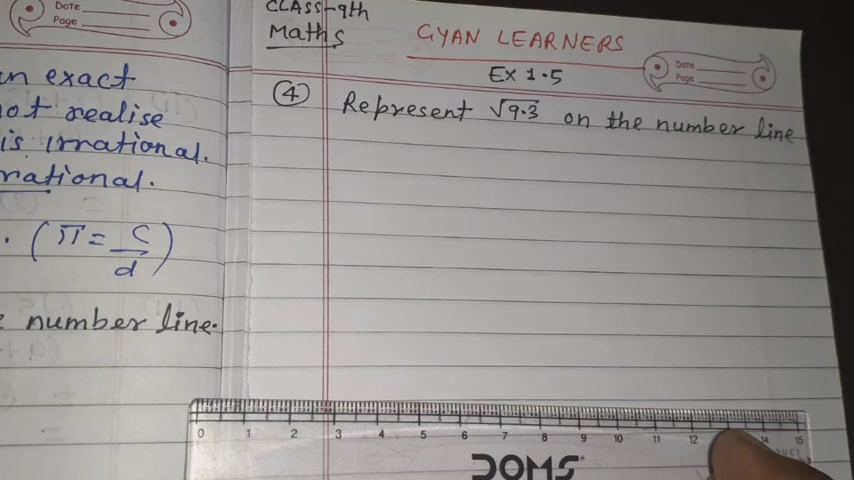 Date
Page
n exact
not realise
is irrational.
rational.
. (π = c/d)
number line.
CLASS-9th
Maths
GYAN LEARNERS
Ex 1.5
Date
Page
④ Represent √9.3 on the number line
0 1 2 3 4 5 6 7 8 9 10 11 12 14 15
DOMS